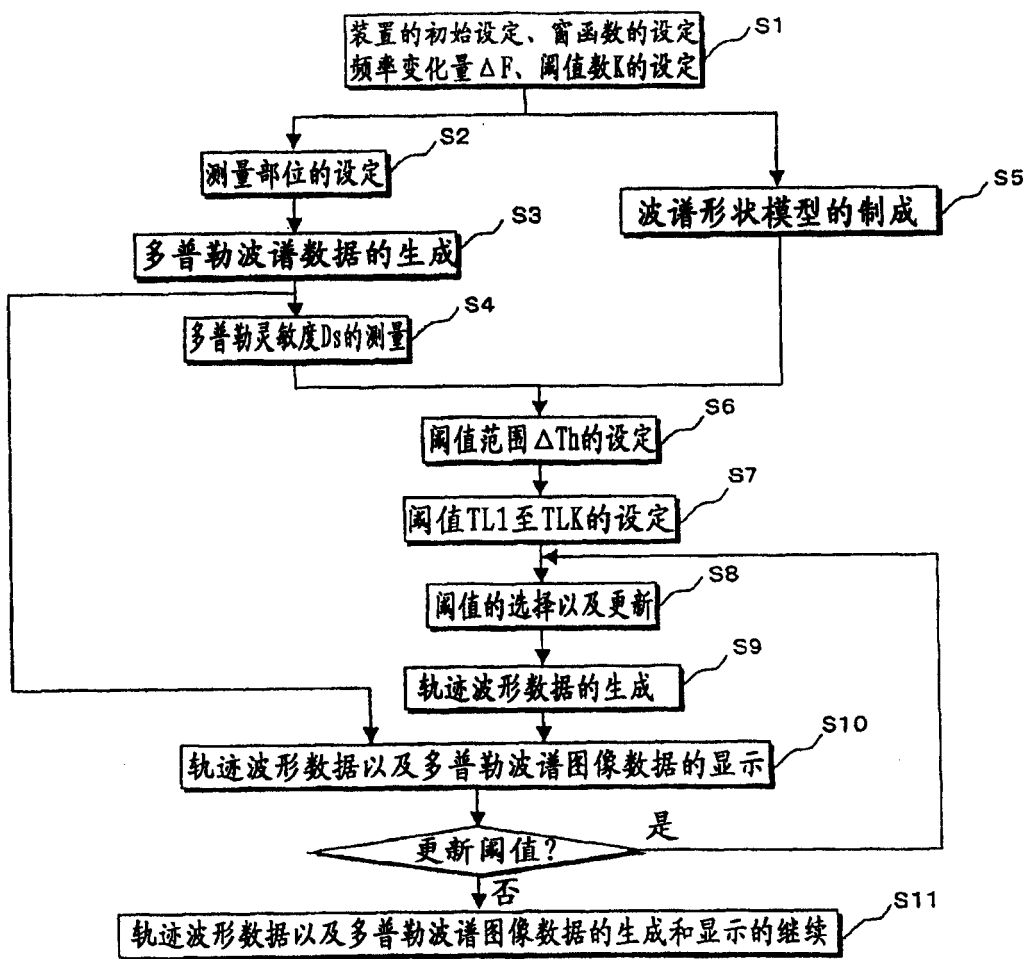 装置的初始设定、窗函数的设定
频率变化量ΔF、阈值数K的设定
S1
S2
测量部位的设定
S5
波谱形状模型的制成
S3
多普勒波谱数据的生成
S4
多普勒灵敏度Ds的测量
S6
阈值范围ΔTh的设定
S7
阈值TL1至TLK的设定
S8
阈值的选择以及更新
S9
轨迹波形数据的生成
S10
轨迹波形数据以及多普勒波谱图像数据的显示
更新阈值?
是
否
S11
轨迹波形数据以及多普勒波谱图像数据的生成和显示的继续